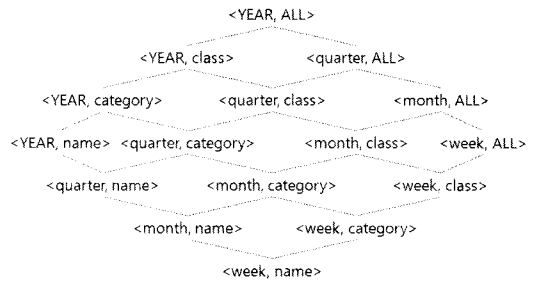 <YEAR, ALL>
<YEAR, class> <quarter, ALL>
<YEAR, category> <quarter, class> <month, ALL>
<YEAR, name> <quarter, category> <month, class> <week, ALL>
<quarter, name> <month, category> <week, class>
<month, name> <week, category>
<week, name>